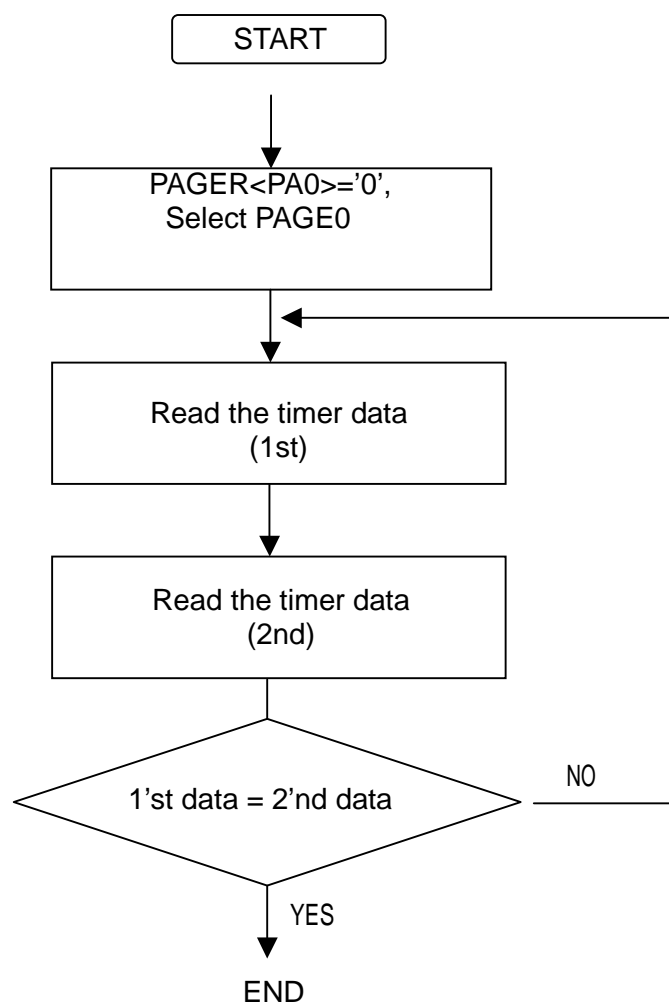 START
PAGER<PA0>='0',
Select PAGE0
Read the timer data
(1st)
Read the timer data
(2nd)
1'st data = 2'nd data
NO
YES
END